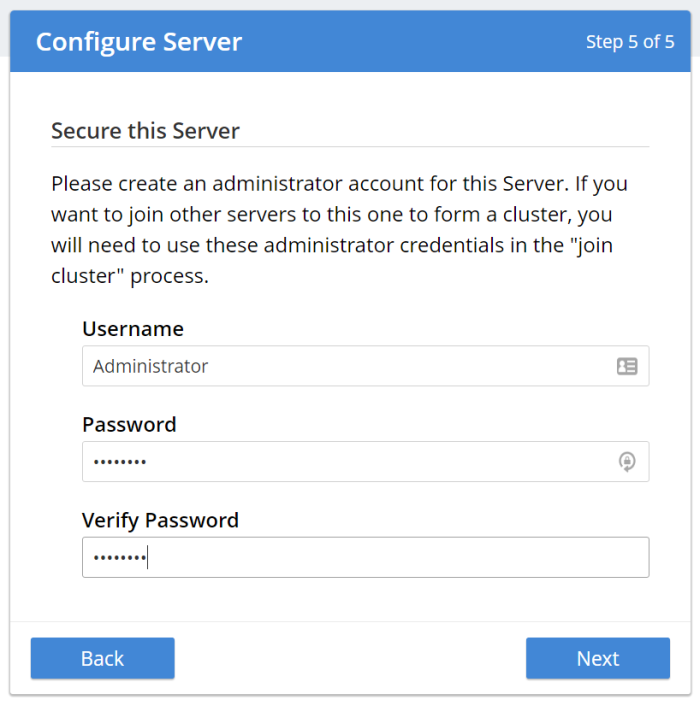 Configure Server
Step 5 of 5
Secure this Server
Please create an administrator account for this Server. If you
want to join other servers to this one to form a cluster, you
will need to use these administrator credentials in the "join
cluster" process.
Username
Administrator
Password
••••••••
Verify Password
••••••••
Back
Next